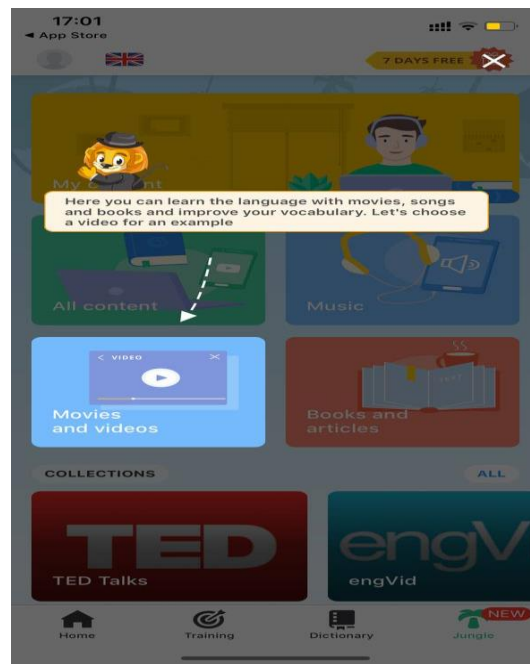 17:01
◄ App Store
7 DAYS FREE
My content
Here you can learn the language with movies, songs
and books and improve your vocabulary. Let's choose
a video for an example
All content
Music
VIDEO
Movies
and videos
Books and
articles
COLLECTIONS
ALL
TED
TED Talks
engV
engVid
NEW
Home
Training
Dictionary
Jungle